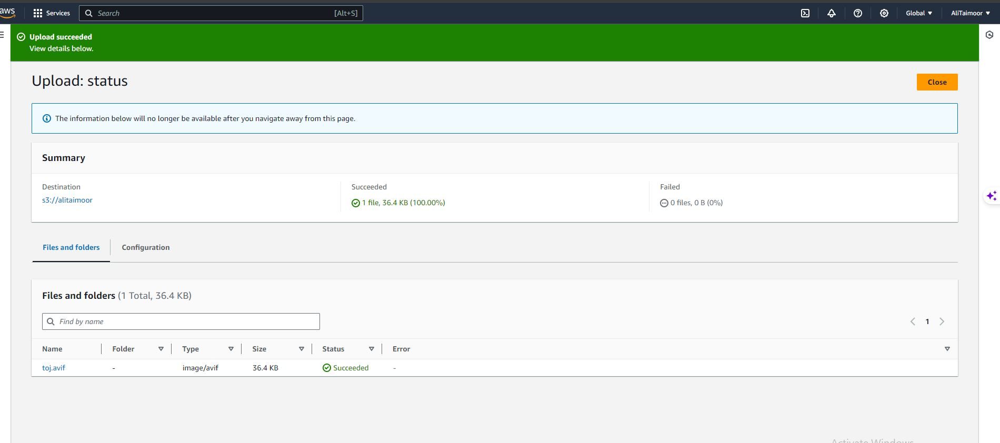 aws
Services
Search
[Alt+S]
Global
AliTaimoor
Upload succeeded
View details below.
Upload: status
Close
The information below will no longer be available after you navigate away from this page.
Summary
Destination
s3://alitaimoor
Succeeded
1 file, 36.4 KB (100.00%)
Failed
0 files, 0 B (0%)
Files and folders
Configuration
Files and folders (1 Total, 36.4 KB)
Find by name
1
Name Folder Type Size Status Error
toj.avif - image/avif 36.4 KB Succeeded -
Activate Windows